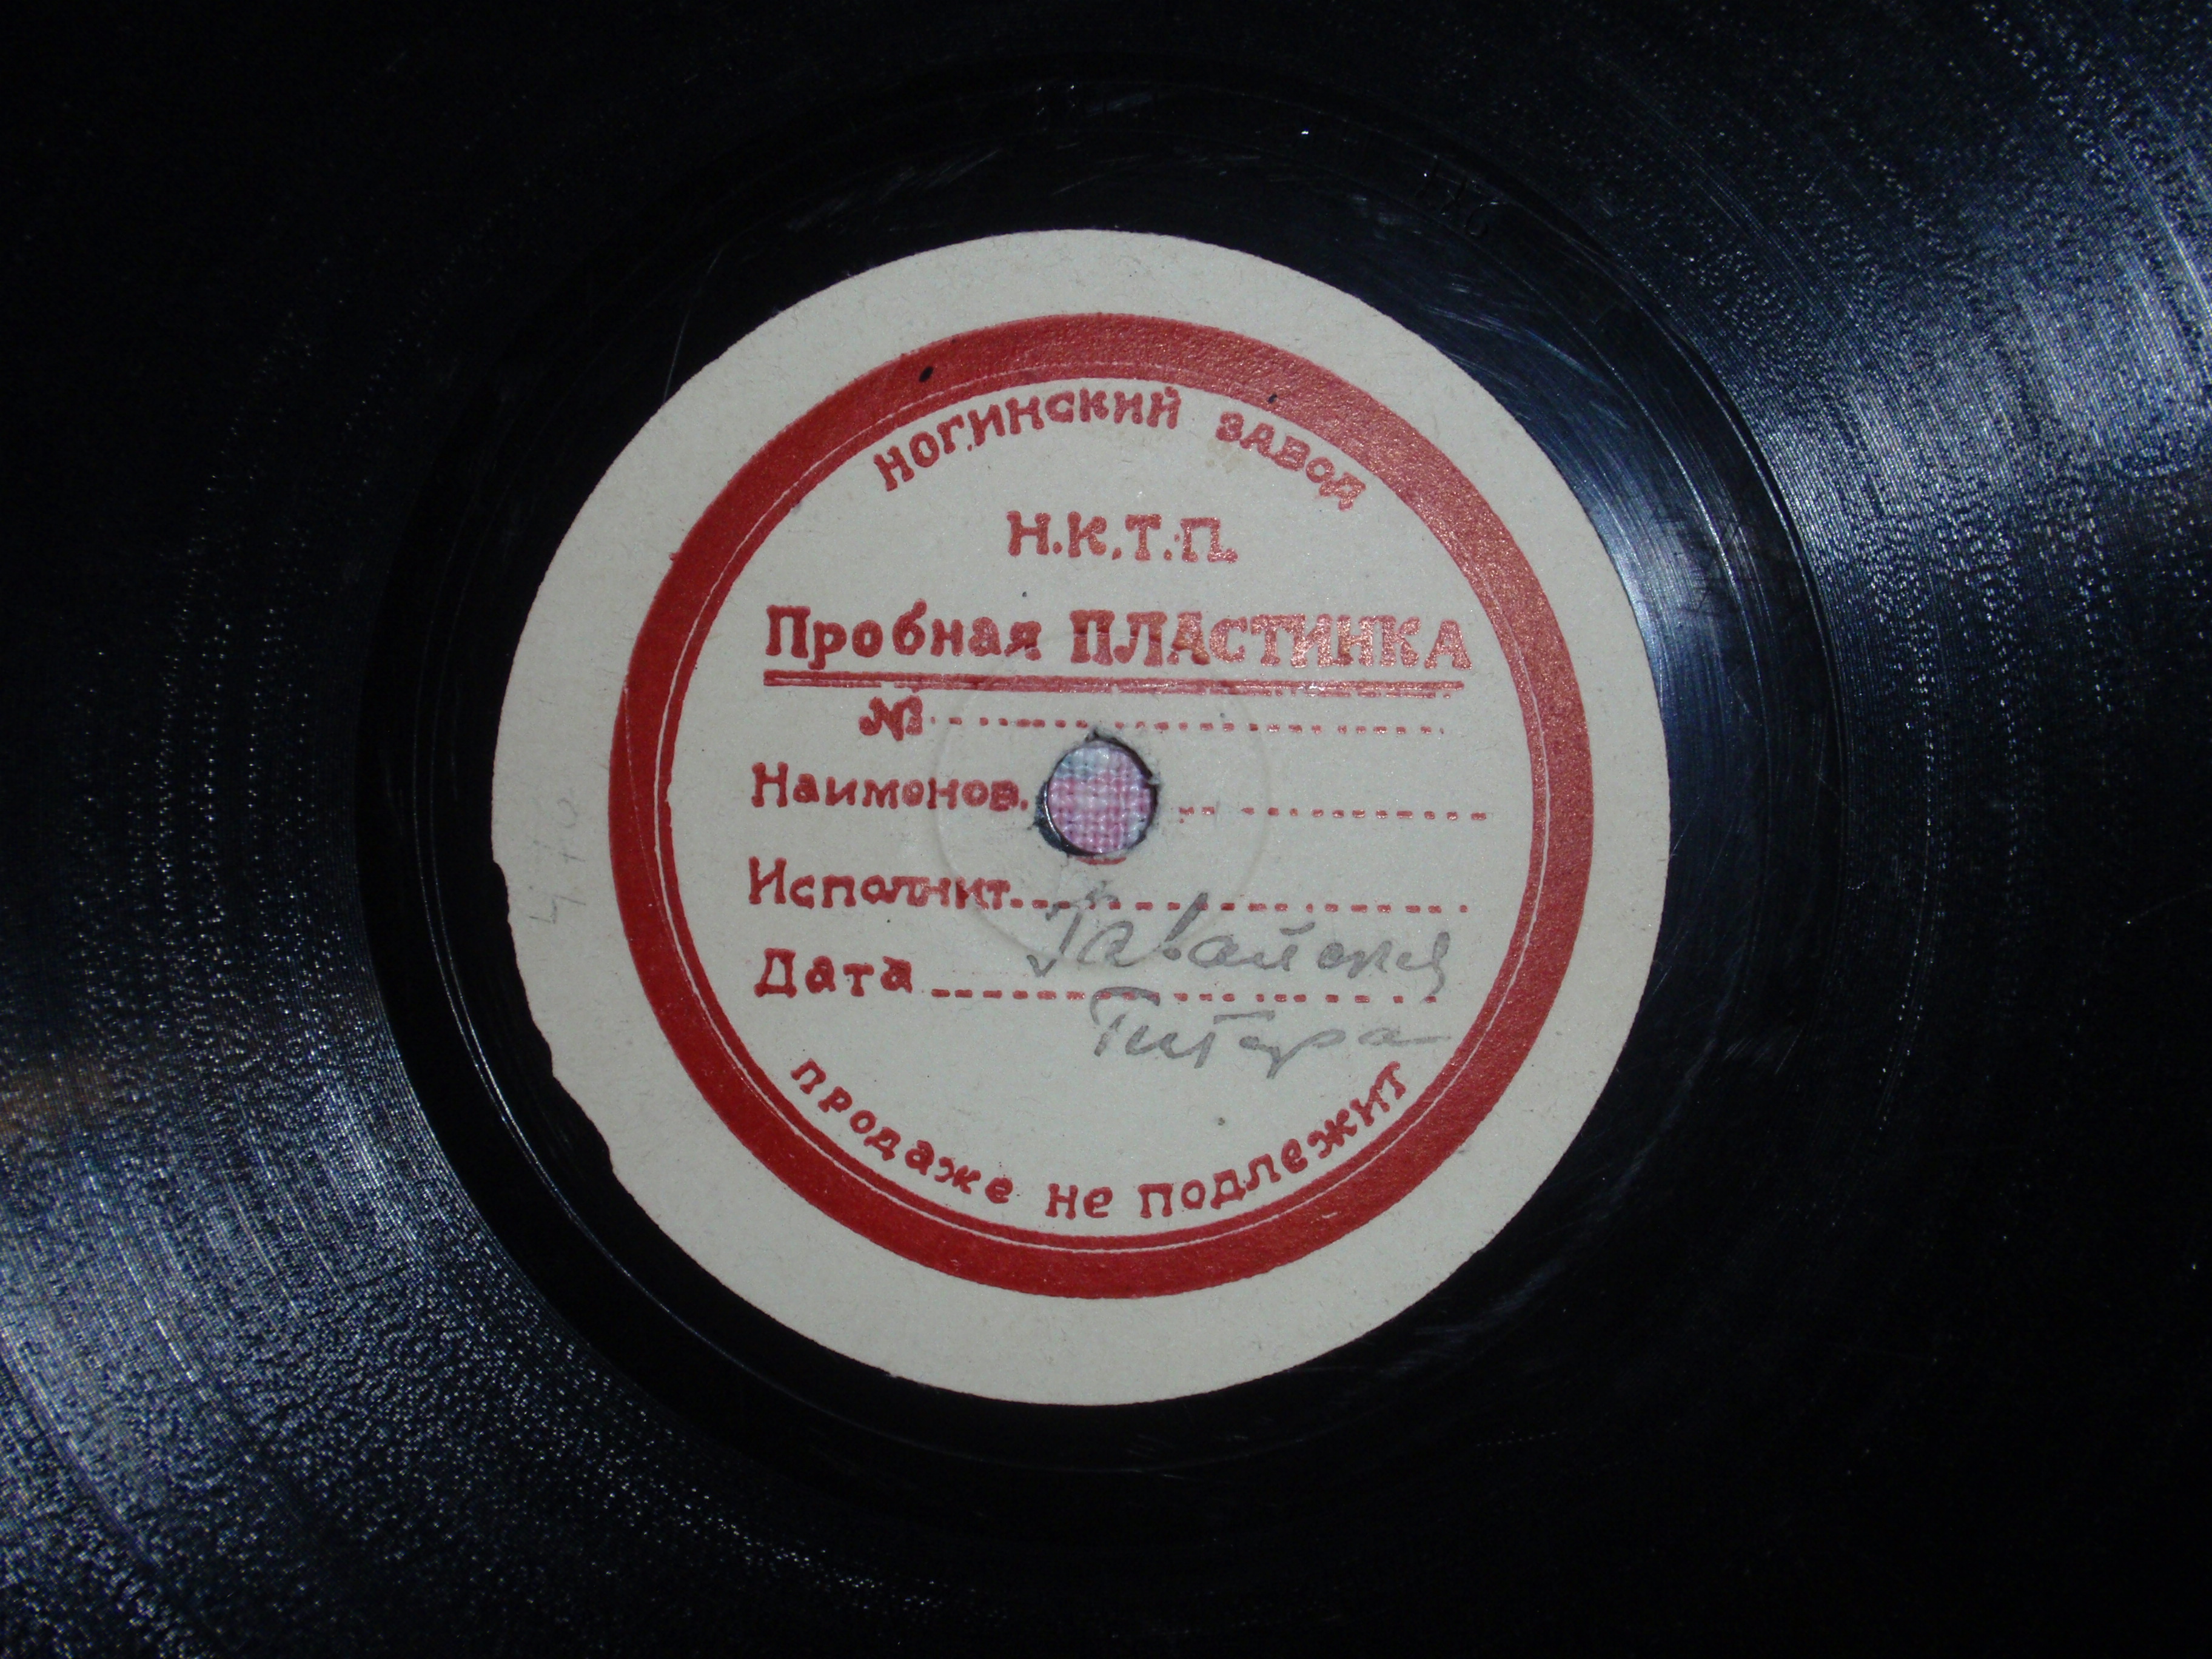 НОГИНСКИЙ ЗАВОД
Н.К.Т.П.
Пробная ПЛАСТИНКА
№
Наименов.
Исполнит.
Гавайская
Дата
Гитара
продаже не подлежит